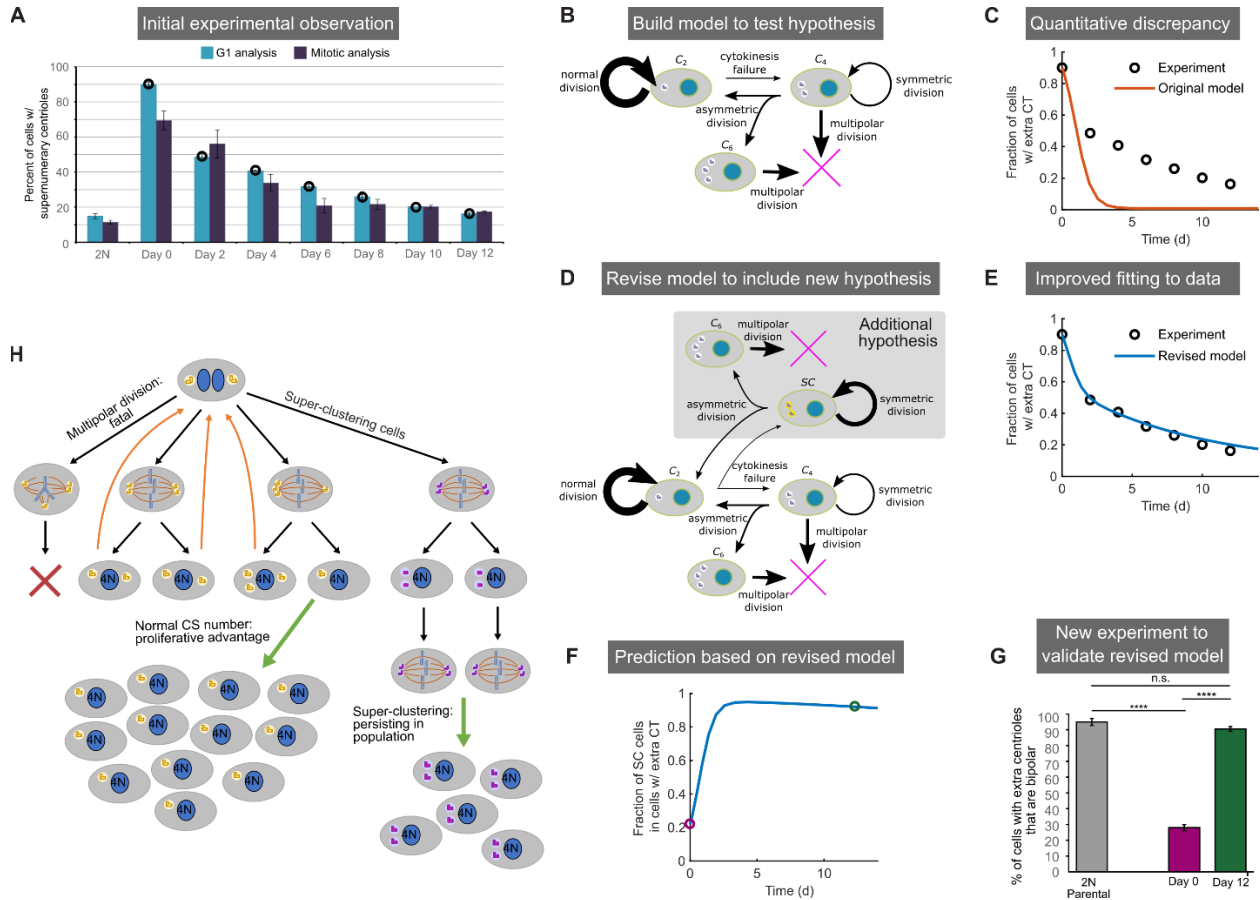 A
Initial experimental observation
G1 analysis
Mitotic analysis
Percent of cells w/
supernumerary centrioles
100
80
60
40
20
0
2N
Day 0
Day 2
Day 4
Day 6
Day 8
Day 10
Day 12
B
Build model to test hypothesis
normal
division
C2
cytokinesis
failure
C4
symmetric
division
asymmetric
division
multipolar
division
C6
multipolar
division
C
Quantitative discrepancy
Experiment
Original model
Fraction of cells
w/ extra CT
1
0.8
0.6
0.4
0.2
0
0
5
10
Time (d)
D
Revise model to include new hypothesis
C6
multipolar
division
Additional
hypothesis
SC
asymmetric
division
symmetric
division
normal
division
C2
cytokinesis
failure
C4
symmetric
division
asymmetric
division
multipolar
division
C6
multipolar
division
E
Improved fitting to data
Experiment
Revised model
Fraction of cells
w/ extra CT
1
0.8
0.6
0.4
0.2
0
0
5
10
Time (d)
H
Multipolar division:
fatal
Super-clustering cells
4N
4N
4N
4N
4N
4N
Normal CS number:
proliferative advantage
4N
4N
4N
4N
4N
4N
4N
4N
4N
4N
4N
4N
4N
Super-clustering:
persisting in
population
4N
4N
4N
4N
4N
F
Prediction based on revised model
Fraction of SC cells
in cells w/ extra CT
1
0.8
0.6
0.4
0.2
0
0
5
10
Time (d)
G
New experiment to
validate revised model
n.s.
****
****
% of cells with extra centrioles
that are bipolar
100
90
80
70
60
50
40
30
20
10
0
2N
Parental
Day 0
Day 12